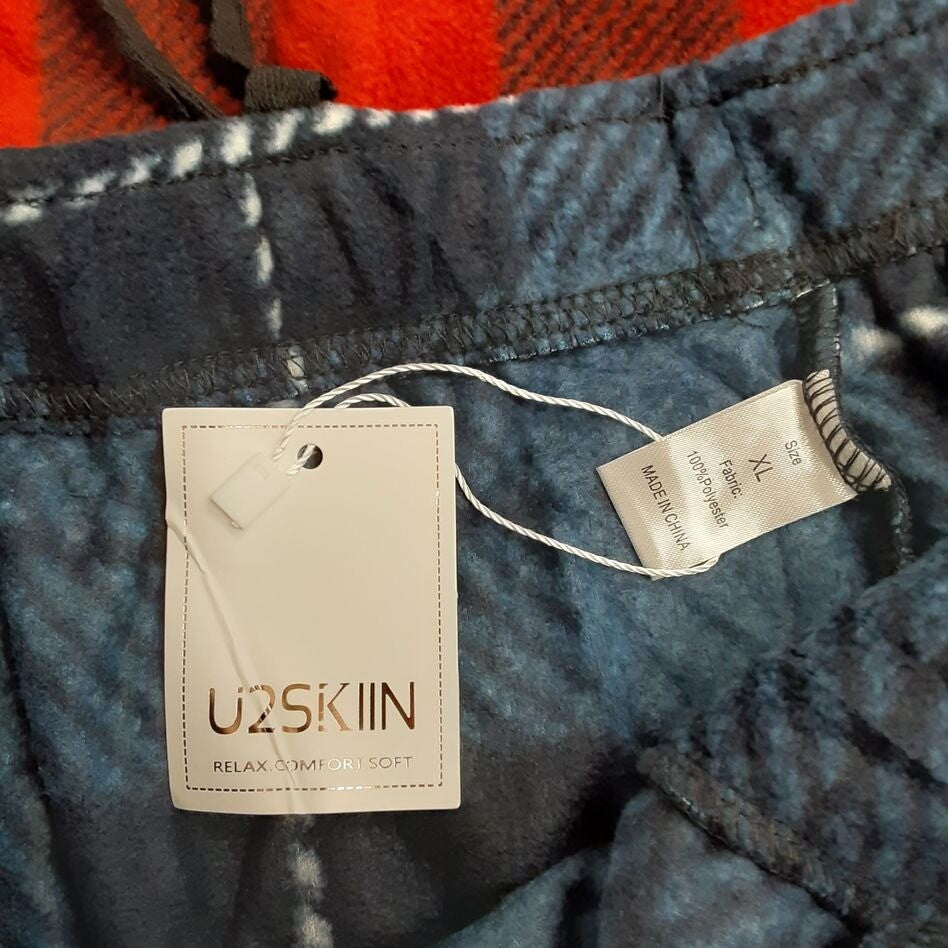 U2SKIIN
RELAX.COMFORT SOFT
Size
XL
Fabric:
100%Polyester
MADE IN CHINA